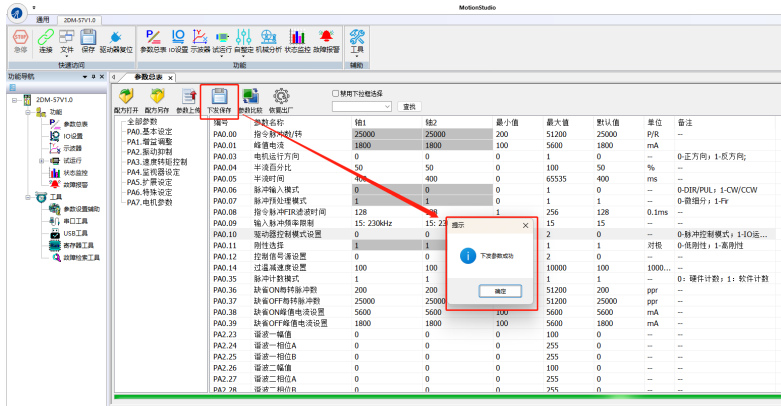 MotionStudio
通用 2DM-57V1.0
STOP
急停 连接 文件 保存 驱动器复位 参数总表 IO设置 示波器 试运行 自整定 机械分析 状态监控 故障报警 工具
快速访问 功能 辅助
功能导航
参数总表 x
2DM-57V1.0
功能
参数总表
IO设置
示波器
试运行
状态监控
故障报警
工具
参数设置辅助
串口工具
USB工具
寄存器工具
故障检索工具
配方打开 配方另存 参数上传 下发保存 参数比较 恢复出厂
禁用下拉框选择
查找
全部参数
PA0.基本设定
PA1.增益调整
PA2.振动抑制
PA3.速度转矩控制
PA4.监视器设定
PA5.扩展设定
PA6.特殊设定
PA7.电机参数
编号 参数名称 轴1 轴2 最小值 最大值 默认值 单位 备注
PA0.00 指令脉冲数/转 25000 25000 200 51200 25000 P/R --
PA0.01 峰值电流 1800 1800 100 5600 1800 mA --
PA0.03 电机运行方向 0 0 0 1 0 -- 0-正方向，1-反方向;
PA0.04 半流百分比 50 50 0 100 50 % --
PA0.05 半流时间 400 400 0 65535 400 ms --
PA0.06 脉冲输入模式 0 0 0 1 0 -- 0-DIR/PUL，1-CW/CCW
PA0.07 脉冲预处理模式 1 1 0 1 0 -- 0-微细分，1-Fir
PA0.08 指令脉冲FIR滤波时间 128 128 1 256 128 0.1ms --
PA0.09 输入脉冲频率限制 15: 230kHz 15: 23 15 15 -- --
PA0.10 驱动器控制模式设置 0 0 2 0 -- 0-脉冲控制模式，1-IO运...
PA0.11 刚性选择 1 1 1 1 对极 0-低刚性，1-高刚性
PA0.12 控制信号源设置 0 0 2 0 -- --
PA0.14 过温减速度设置 100 100 10000 100 1000... --
PA0.35 脉冲计数模式 1 1 1 1 -- 0：硬件计数；1：软件计数
PA0.36 缺省ON每转脉冲数 200 200 51200 200 ppr --
PA0.37 缺省OFF每转脉冲数 25000 25000 51200 25000 ppr --
PA0.38 缺省ON峰值电流设置 5600 5600 100 5600 5600 mA --
PA0.39 缺省OFF峰值电流设置 1800 1800 100 5600 1800 mA --
PA2.23 谐波一幅值 0 0 0 100 0 -- --
PA2.24 谐波一相位A 0 0 0 255 0 -- --
PA2.25 谐波一相位B 0 0 0 255 0 -- --
PA2.26 谐波二幅值 0 0 0 100 0 -- --
PA2.27 谐波二相位A 0 0 0 255 0 -- --
PA2.28 谐波二相位B 0 0 0 255 0 -- --
提示
下发参数成功
确定